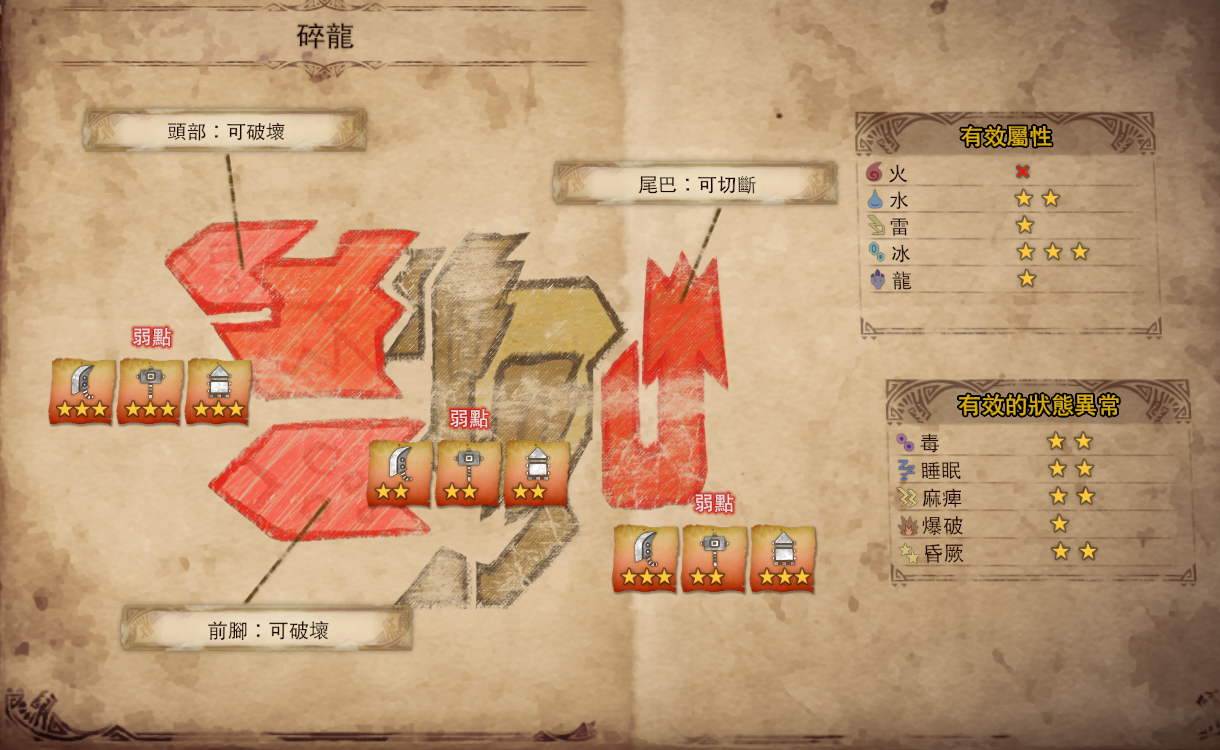 碎龍
頭部：可破壞
尾巴：可切斷
弱點
弱點
弱點
前腳：可破壞
有效屬性
火
水
雷
冰
龍
有效的狀態異常
毒
睡眠
麻痺
爆破
昏厥